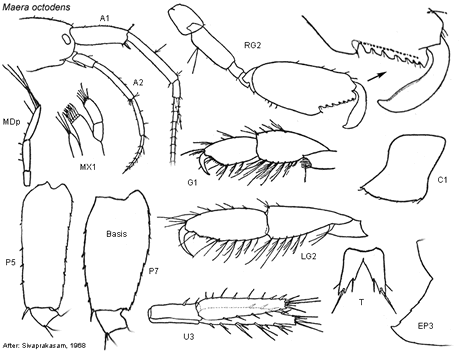 Maera octodens
A1
RG2
A2
MDp
MX1
G1
C1
Basis
P5
P7
LG2
T
EP3
U3
After: Sivaprakasam, 1968